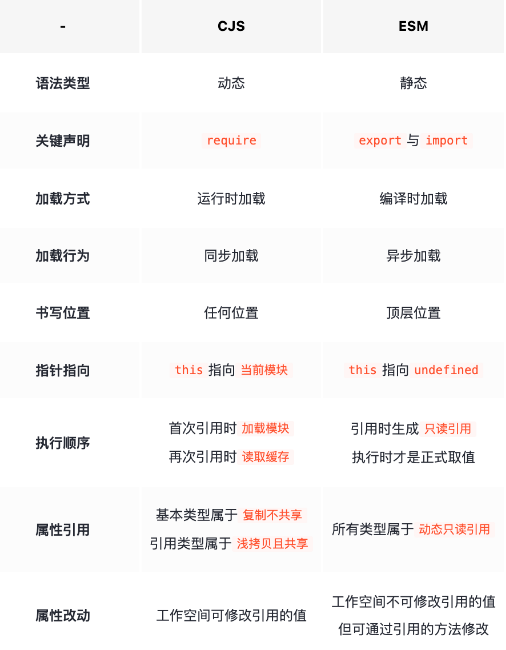 - CJS ESM
语法类型 动态 静态
关键声明 require export 与 import
加载方式 运行时加载 编译时加载
加载行为 同步加载 异步加载
书写位置 任何位置 顶层位置
指针指向 this 指向 当前模块 this 指向 undefined
执行顺序
首次引用时 加载模块
再次引用时 读取缓存
引用时生成 只读引用
执行时才是正式取值
属性引用
基本类型属于 复制不共享
引用类型属于 浅拷贝且共享
所有类型属于 动态只读引用
属性改动 工作空间可修改引用的值
工作空间不可修改引用的值
但可通过引用的方法修改